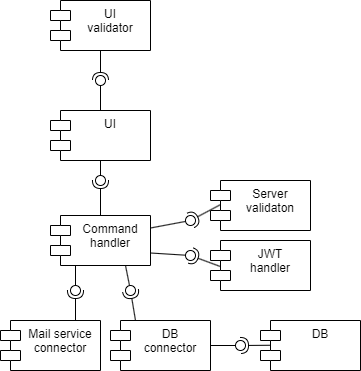 UI
validator
UI
Command
handler
Server
validaton
JWT
handler
Mail service
connector
DB
connector
DB